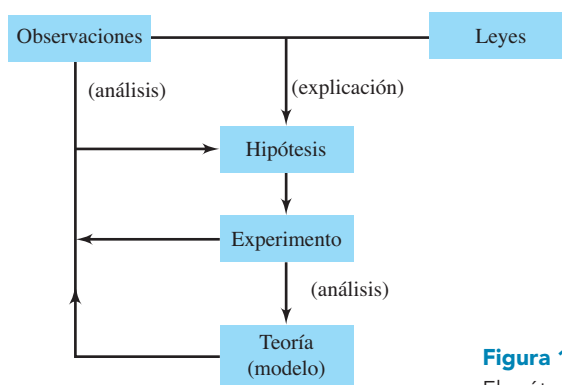 Observaciones
Leyes
(análisis)
(explicación)
Hipótesis
Experimento
(análisis)
Teoría
(modelo)
Figura